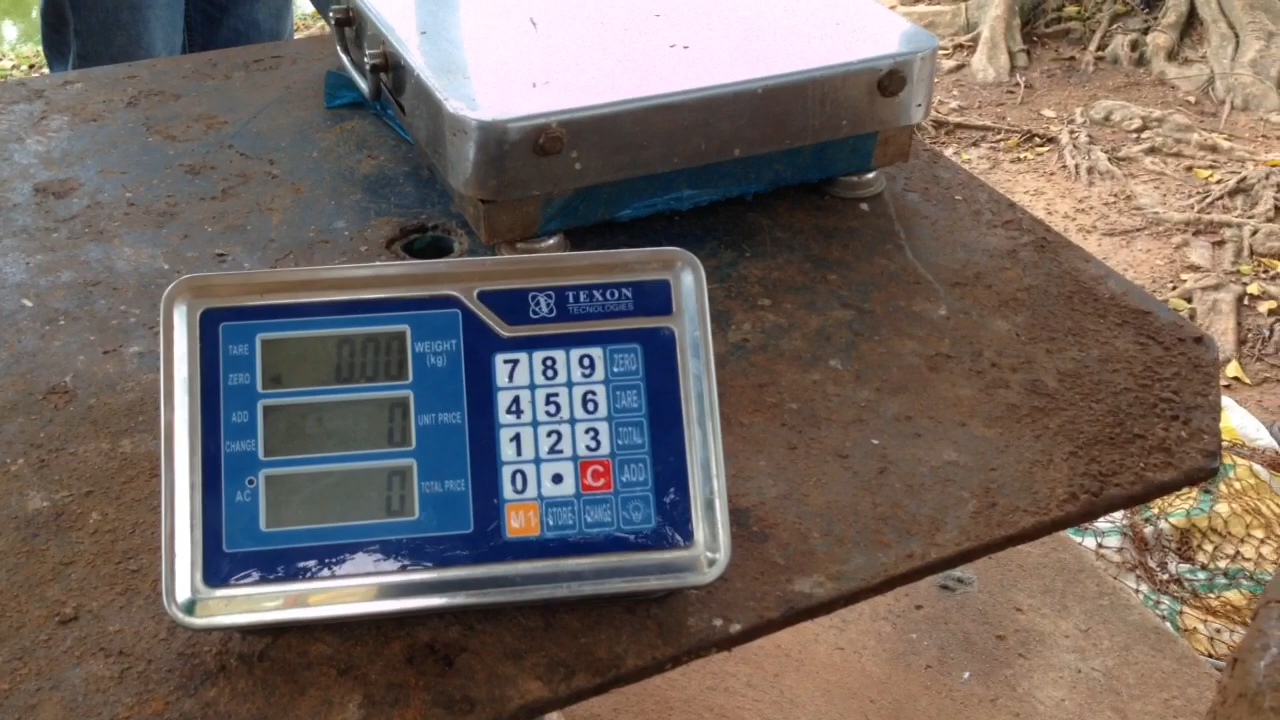 TEXON
TECNOLOGIES
TARE
ZERO
0.00
WEIGHT
(kg)
ADD
CHANGE
0
UNIT PRICE
AC
0
TOTAL PRICE
7 8 9 ZERO
4 5 6 TARE
1 2 3 TOTAL
0 . C ADD
M1 STORE CHANGE